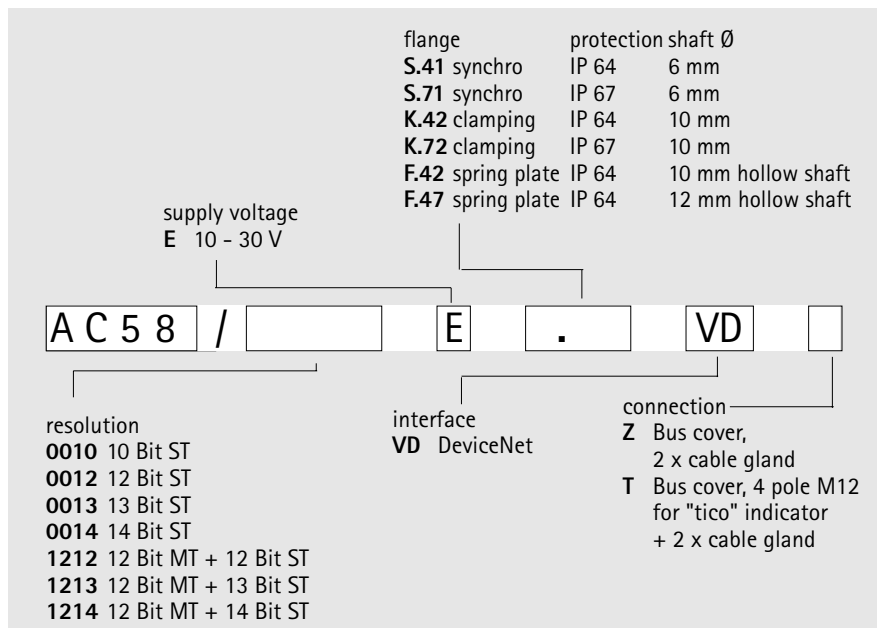 flange protection shaft Ø
S.41 synchro IP 64 6 mm
S.71 synchro IP 67 6 mm
K.42 clamping IP 64 10 mm
K.72 clamping IP 67 10 mm
F.42 spring plate IP 64 10 mm hollow shaft
F.47 spring plate IP 64 12 mm hollow shaft
supply voltage
E 10 - 30 V
AC58 / E . VD
resolution
0010 10 Bit ST
0012 12 Bit ST
0013 13 Bit ST
0014 14 Bit ST
1212 12 Bit MT + 12 Bit ST
1213 12 Bit MT + 13 Bit ST
1214 12 Bit MT + 14 Bit ST
interface
VD DeviceNet
connection
Z Bus cover,
2 x cable gland
T Bus cover, 4 pole M12
for "tico" indicator
+ 2 x cable gland